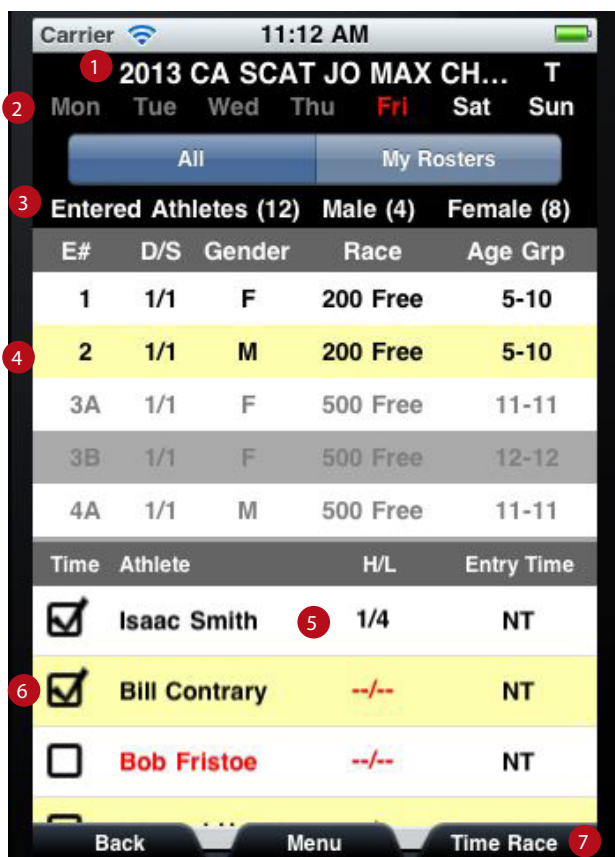 Carrier 11:12 AM
1 2013 CA SCAT JO MAX CH... T
2 Mon Tue Wed Thu Fri Sat Sun
All My Rosters
3 Entered Athletes (12) Male (4) Female (8)
E# D/S Gender Race Age Grp
1 1/1 F 200 Free 5-10
4 2 1/1 M 200 Free 5-10
3A 1/1 F 500 Free 11-11
3B 1/1 F 500 Free 12-12
4A 1/1 M 500 Free 11-11
Time Athlete H/L Entry Time
Isaac Smith 5 1/4 NT
6 Bill Contrary --/-- NT
Bob Fristoe --/-- NT
Back Menu Time Race 7